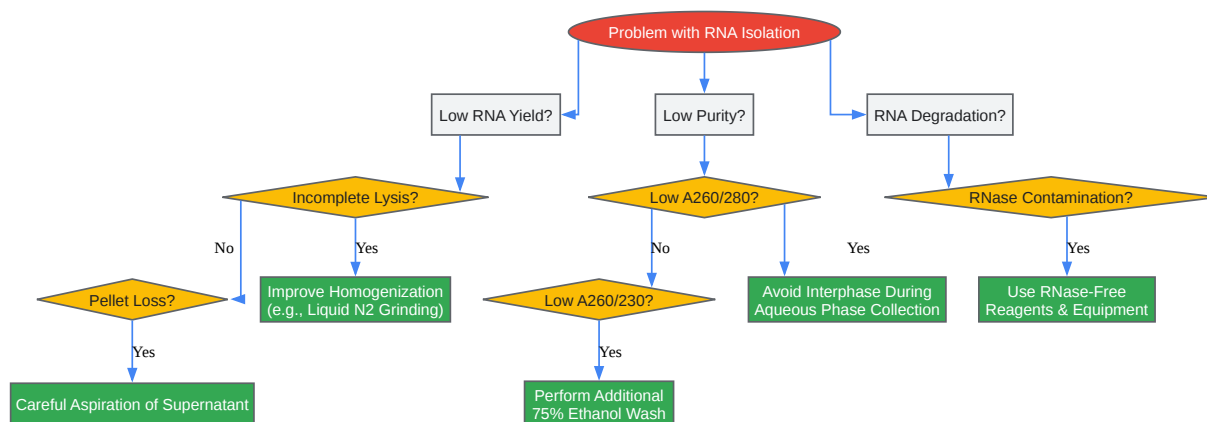 Problem with RNA Isolation
Low RNA Yield?
Low Purity?
RNA Degradation?
Incomplete Lysis?
Low A260/280?
RNase Contamination?
No
Yes
No
Yes
Yes
Pellet Loss?
Improve Homogenization
(e.g., Liquid N2 Grinding)
Low A260/230?
Avoid Interphase During
Aqueous Phase Collection
Use RNase-Free
Reagents & Equipment
Yes
Yes
Careful Aspiration of Supernatant
Perform Additional
75% Ethanol Wash